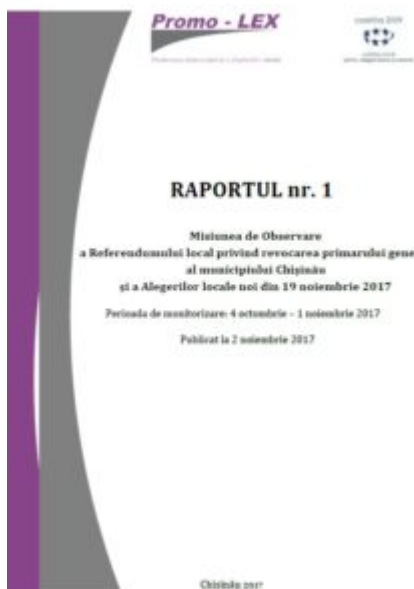 Promo - LEX
RAPORTUL nr. 1
Misiunea de Observare
a Referendumului local privind revocarea primarului gene
al municipiului Chișinău
și a Alegerilor locale noi din 19 noiembrie 2017
Perioada de monitorizare: 4 octombrie – 1 noiembrie 2017
Publicat la 2 noiembrie 2017
Chișinău 2017